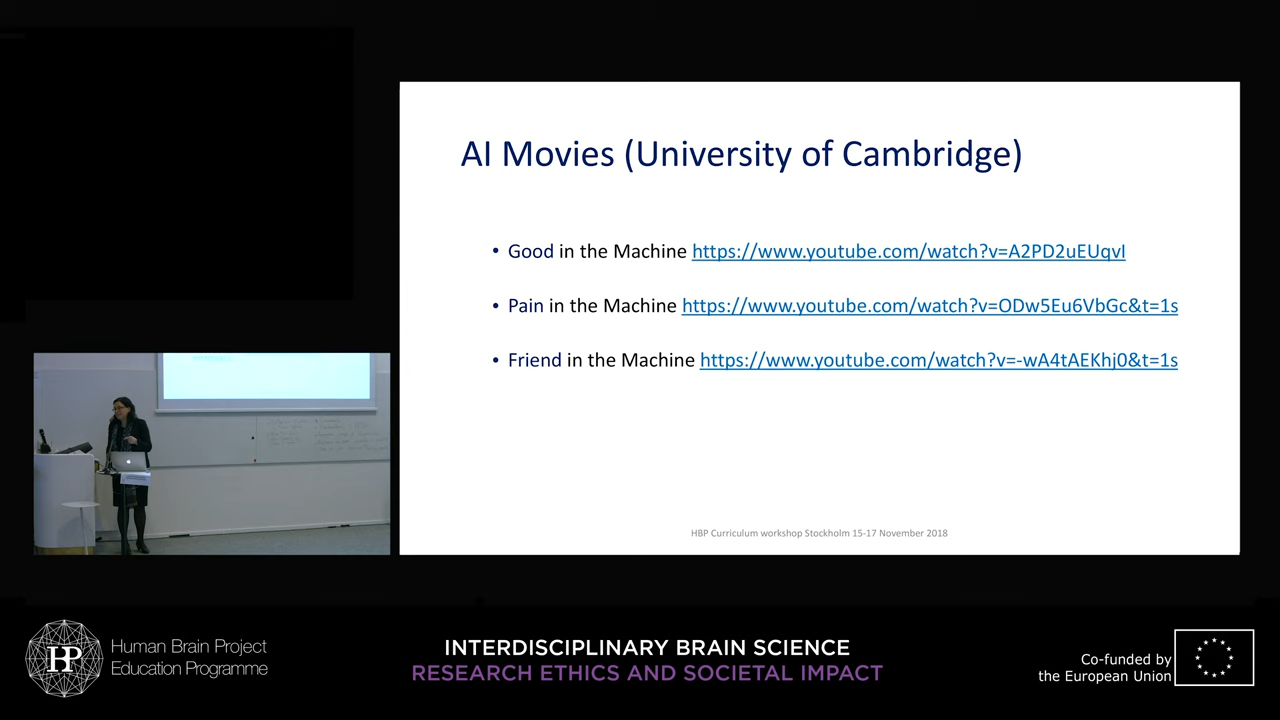 AI Movies (University of Cambridge)
• Good in the Machine https://www.youtube.com/watch?v=A2PD2uEUqvI
• Pain in the Machine https://www.youtube.com/watch?v=ODw5Eu6VbGc&t=1s
• Friend in the Machine https://www.youtube.com/watch?v=-wA4tAEKhj0&t=1s
HBP Curriculum workshop Stockholm 15-17 November 2018
HP
Human Brain Project
Education Programme
INTERDISCIPLINARY BRAIN SCIENCE
RESEARCH ETHICS AND SOCIETAL IMPACT
Co-funded by
the European Union